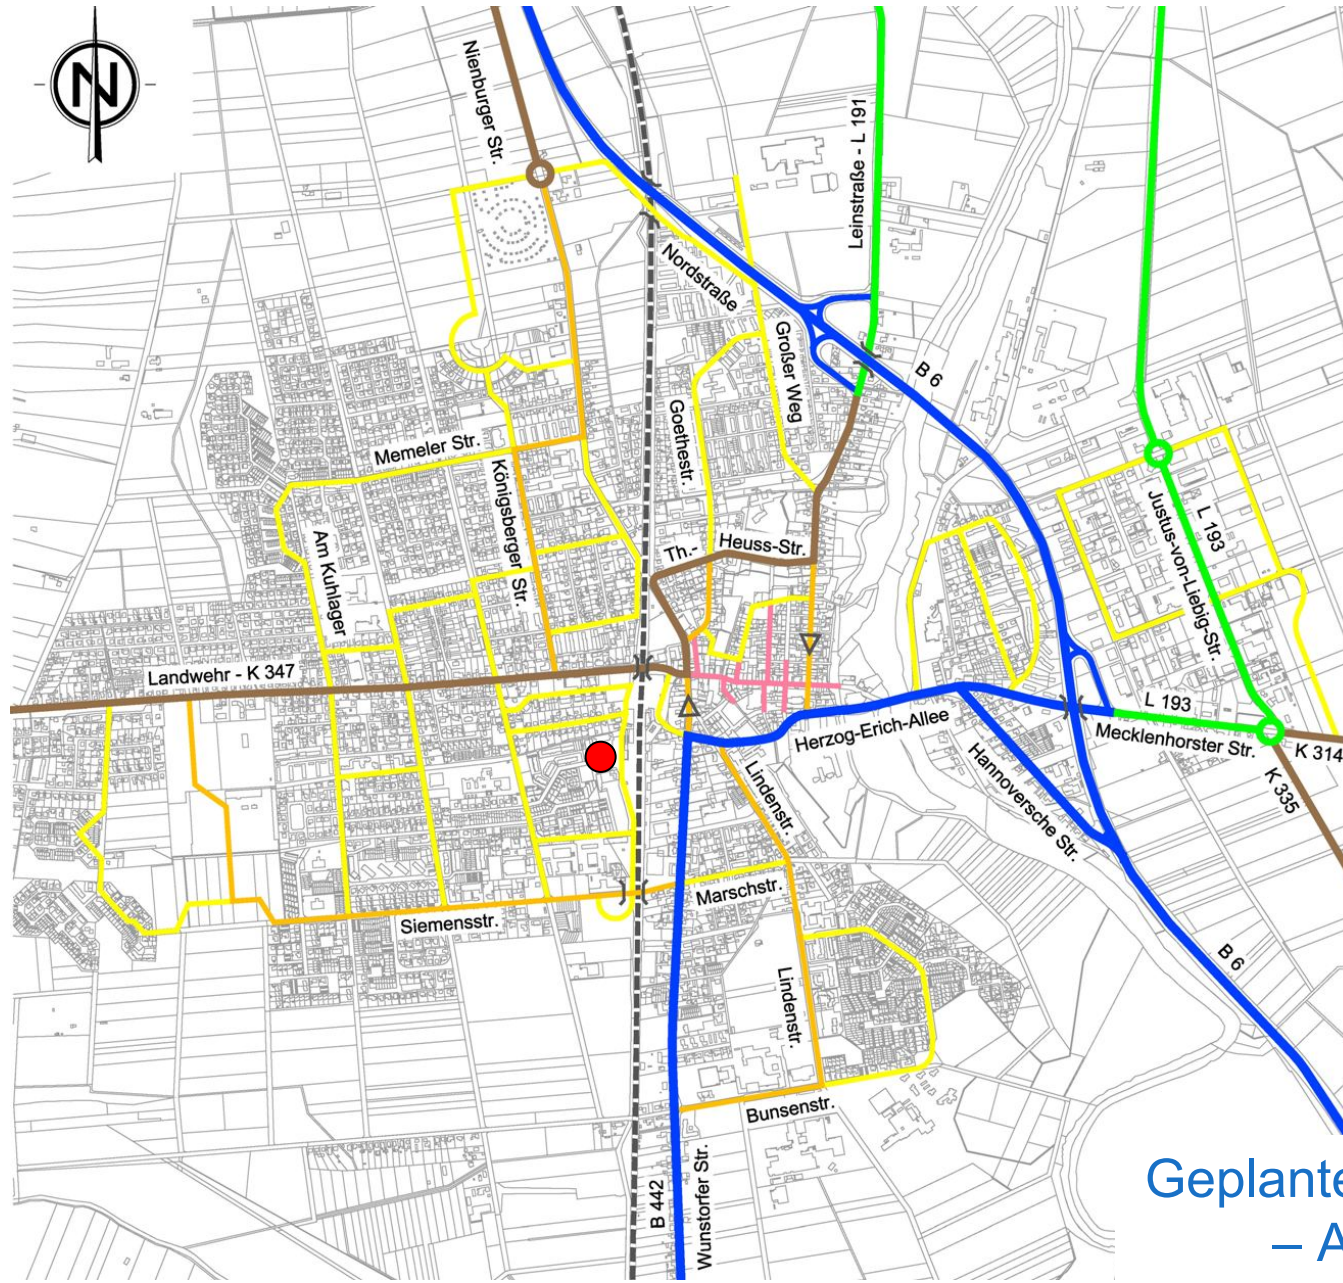 N
Nienburger Str.
Leinstraße - L 191
Nordstraße
Großer Weg
B 6
Goethestr.
Memeler Str.
Königsberger Str.
Am Kuhlager
Th.- Heuss-Str.
L 193
Justus-von-Liebig-Str.
Landwehr - K 347
L 193
Mecklenhorster Str.
K 314
K 335
Herzog-Erich-Allee
Hannoversche Str.
Lindenstr.
Marschstr.
Siemensstr.
B 6
Lindenstr.
Bunsenstr.
B 442
Wunstorfer Str.
Geplante
– A